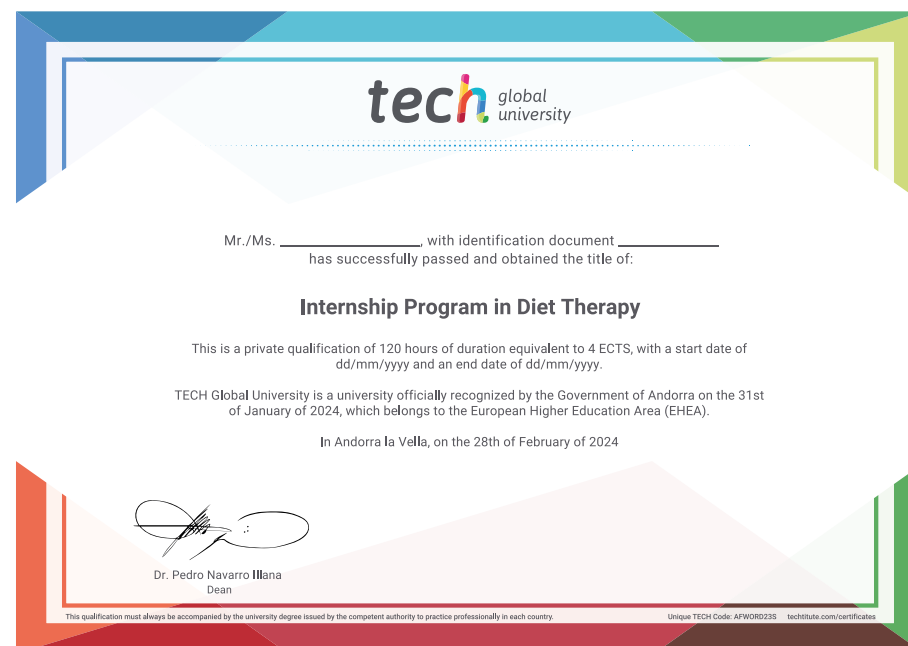 tech global
university
Mr./Ms. ____________________, with identification document ______________
has successfully passed and obtained the title of:
Internship Program in Diet Therapy
This is a private qualification of 120 hours of duration equivalent to 4 ECTS, with a start date of
dd/mm/yyyy and an end date of dd/mm/yyyy.
TECH Global University is a university officially recognized by the Government of Andorra on the 31st
of January of 2024, which belongs to the European Higher Education Area (EHEA).
In Andorra la Vella, on the 28th of February of 2024
Dr. Pedro Navarro Illana
Dean
This qualification must always be accompanied by the university degree issued by the competent authority to practice professionally in each country.
Unique TECH Code: AFWORD23S techtitute.com/certificates